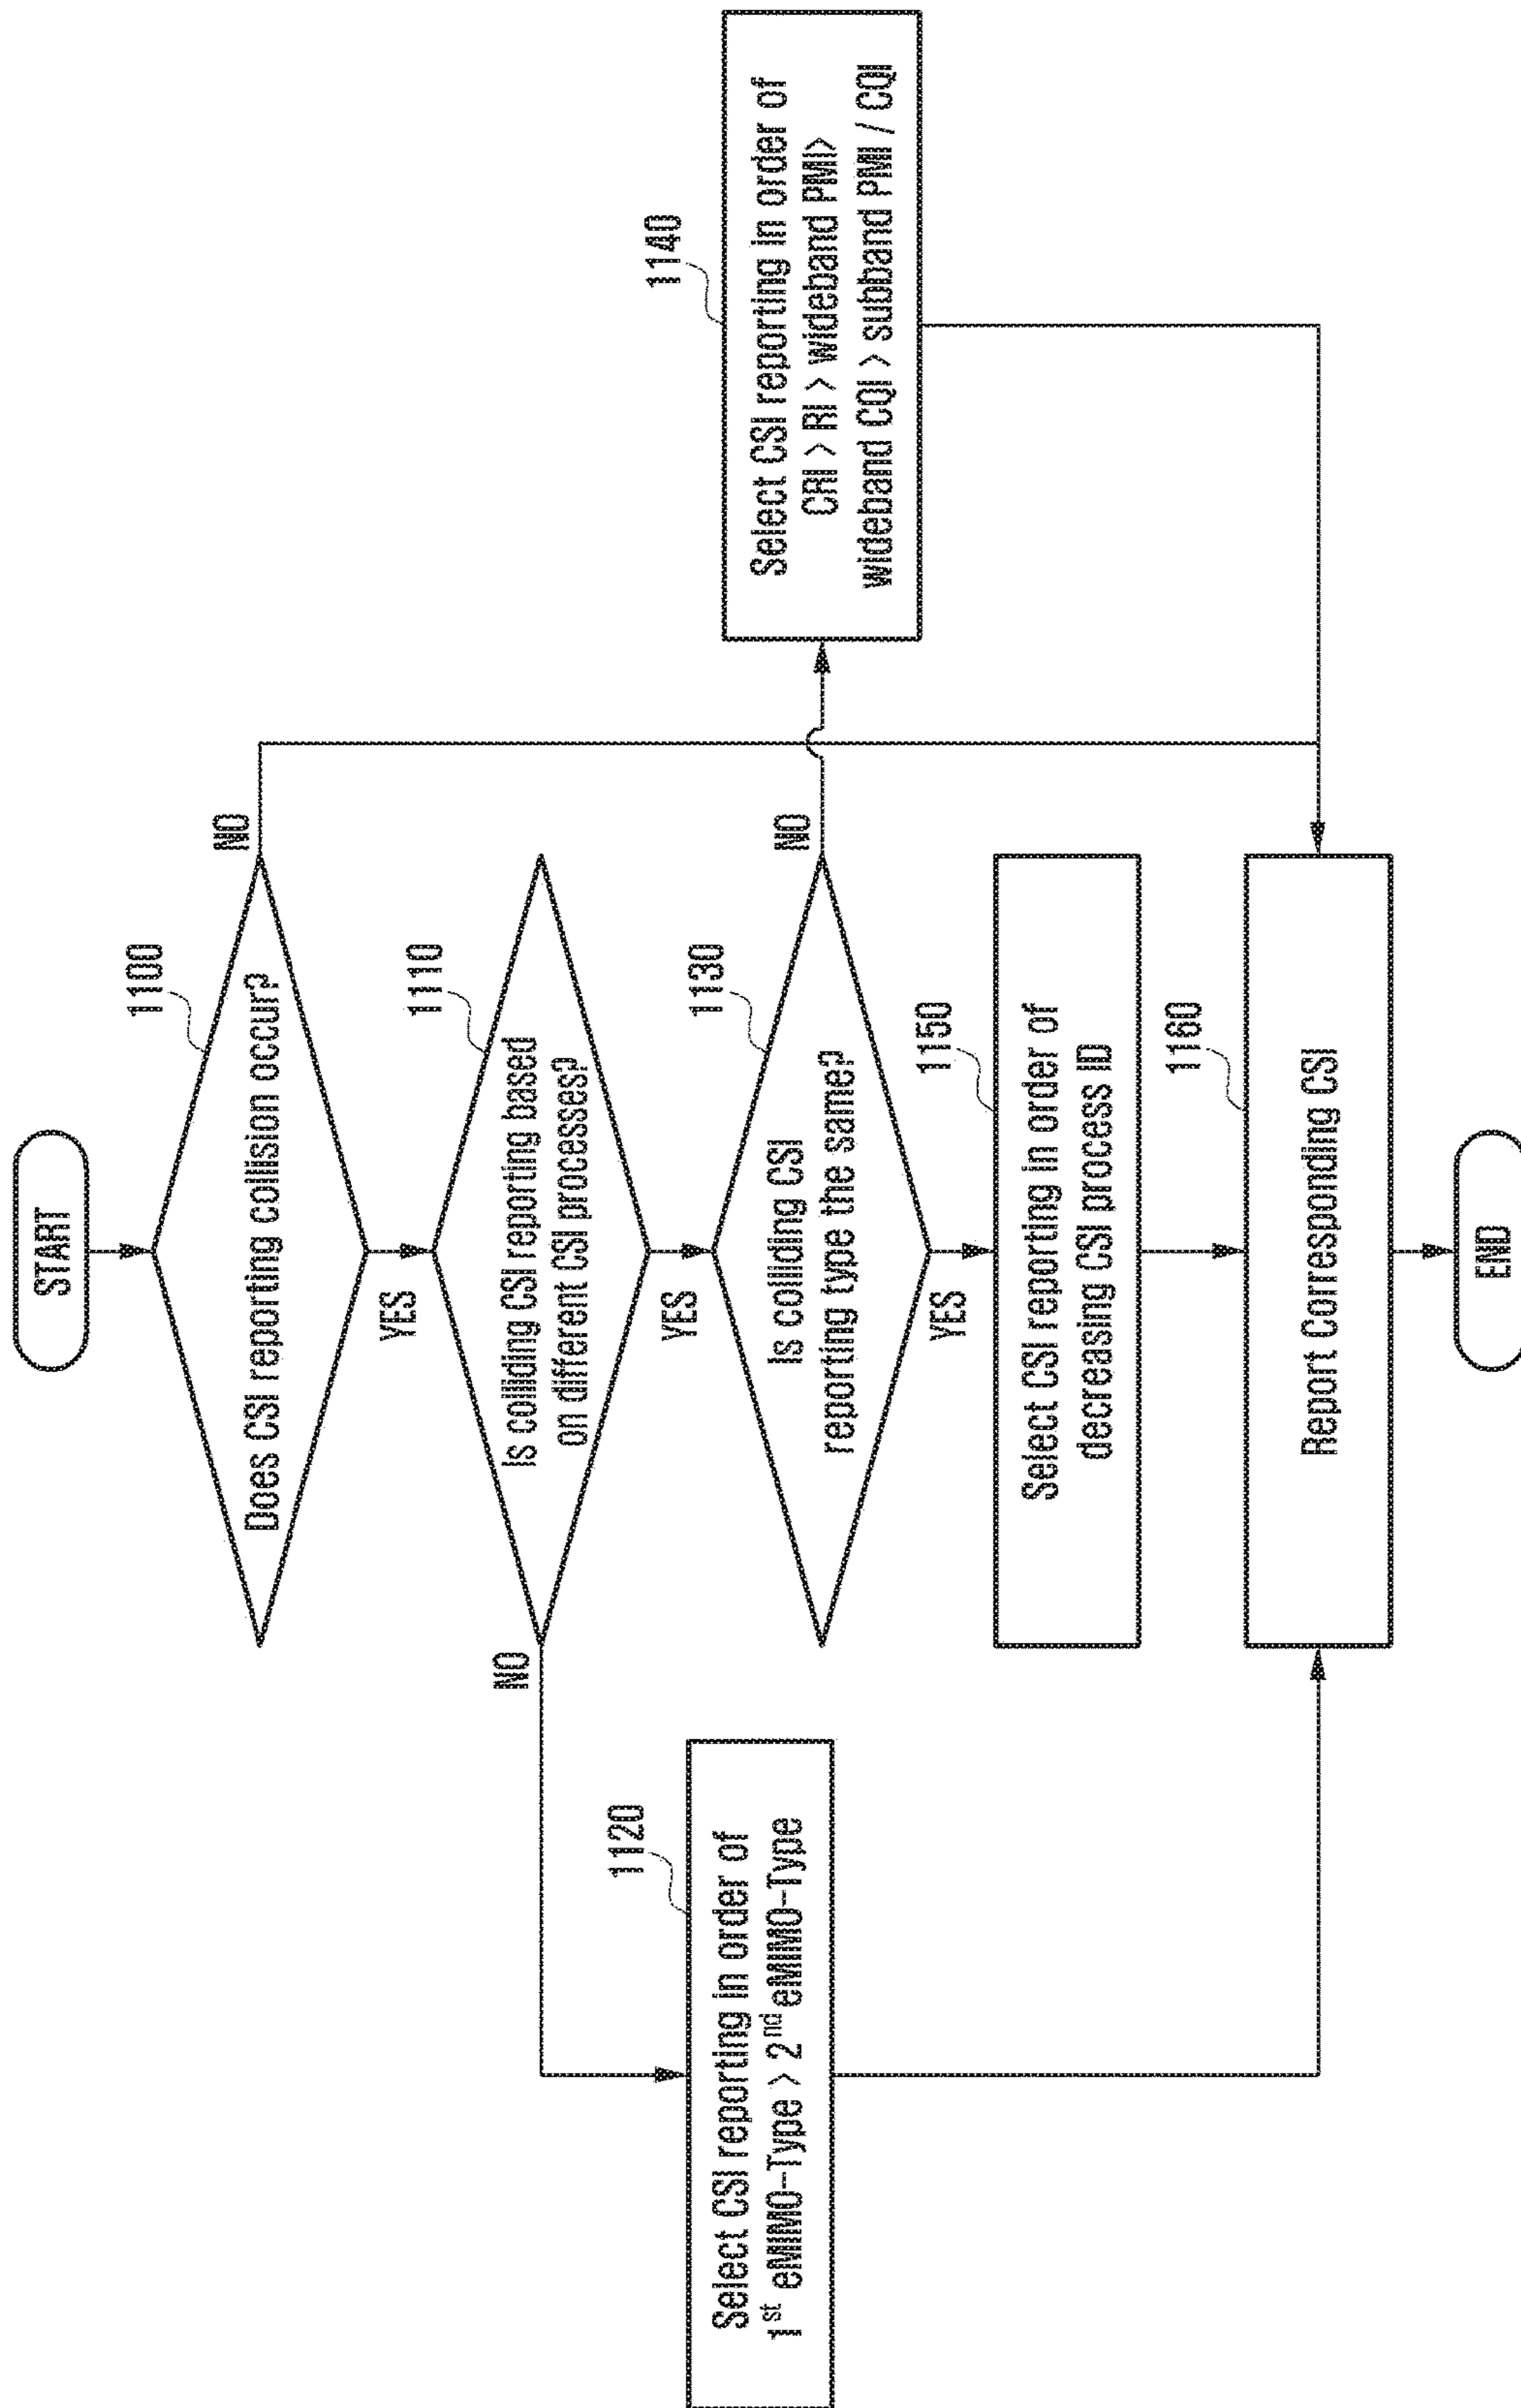 START
1100
Does CSI reporting collision occur?
NO
YES
1110
Is colliding CSI reporting based
on different CSI processes?
NO
YES
1120
Select CSI reporting in order of
1st eMIMO-Type > 2nd eMIMO-Type
1130
Is colliding CSI
reporting type the same?
NO
YES
1140
Select CSI reporting in order of
CRI > RI > wideband PMI>
wideband CQI > subband PMI / CQI
1150
Select CSI reporting in order of
decreasing CSI process ID
1160
Report Corresponding CSI
END